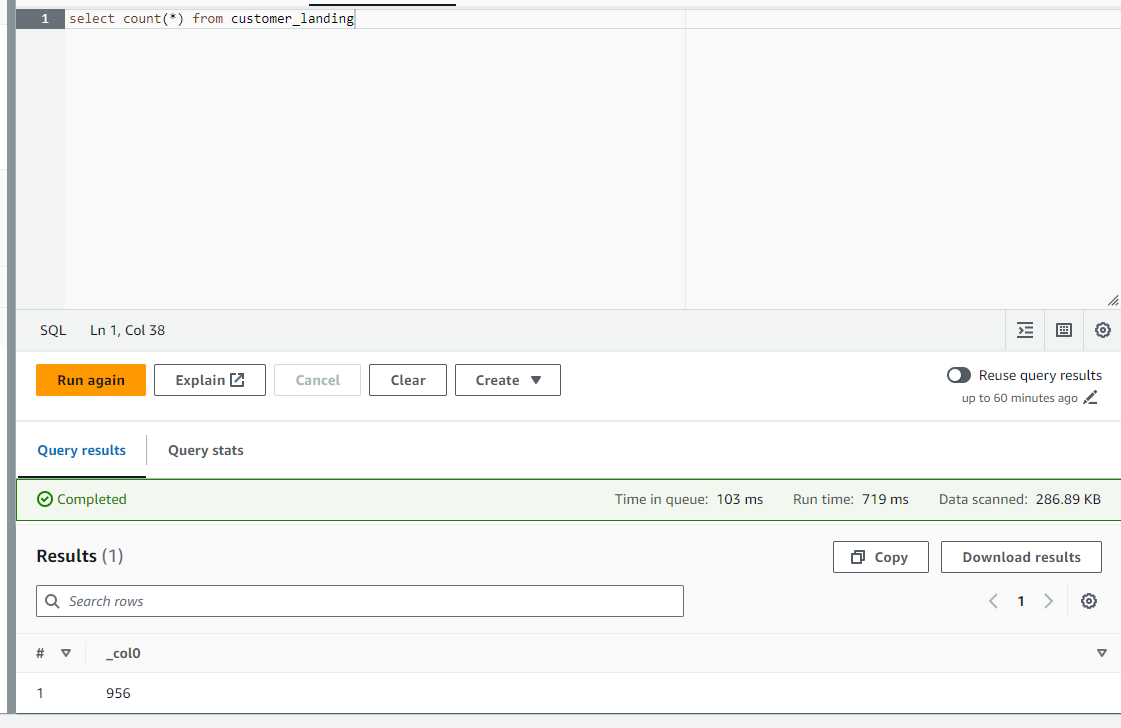 1 select count(*) from customer_landing
SQL Ln 1, Col 38
Run again Explain Cancel Clear Create Reuse query results
up to 60 minutes ago
Query results Query stats
Completed Time in queue: 103 ms Run time: 719 ms Data scanned: 286.89 KB
Results (1) Copy Download results
Search rows 1
# _col0
1 956